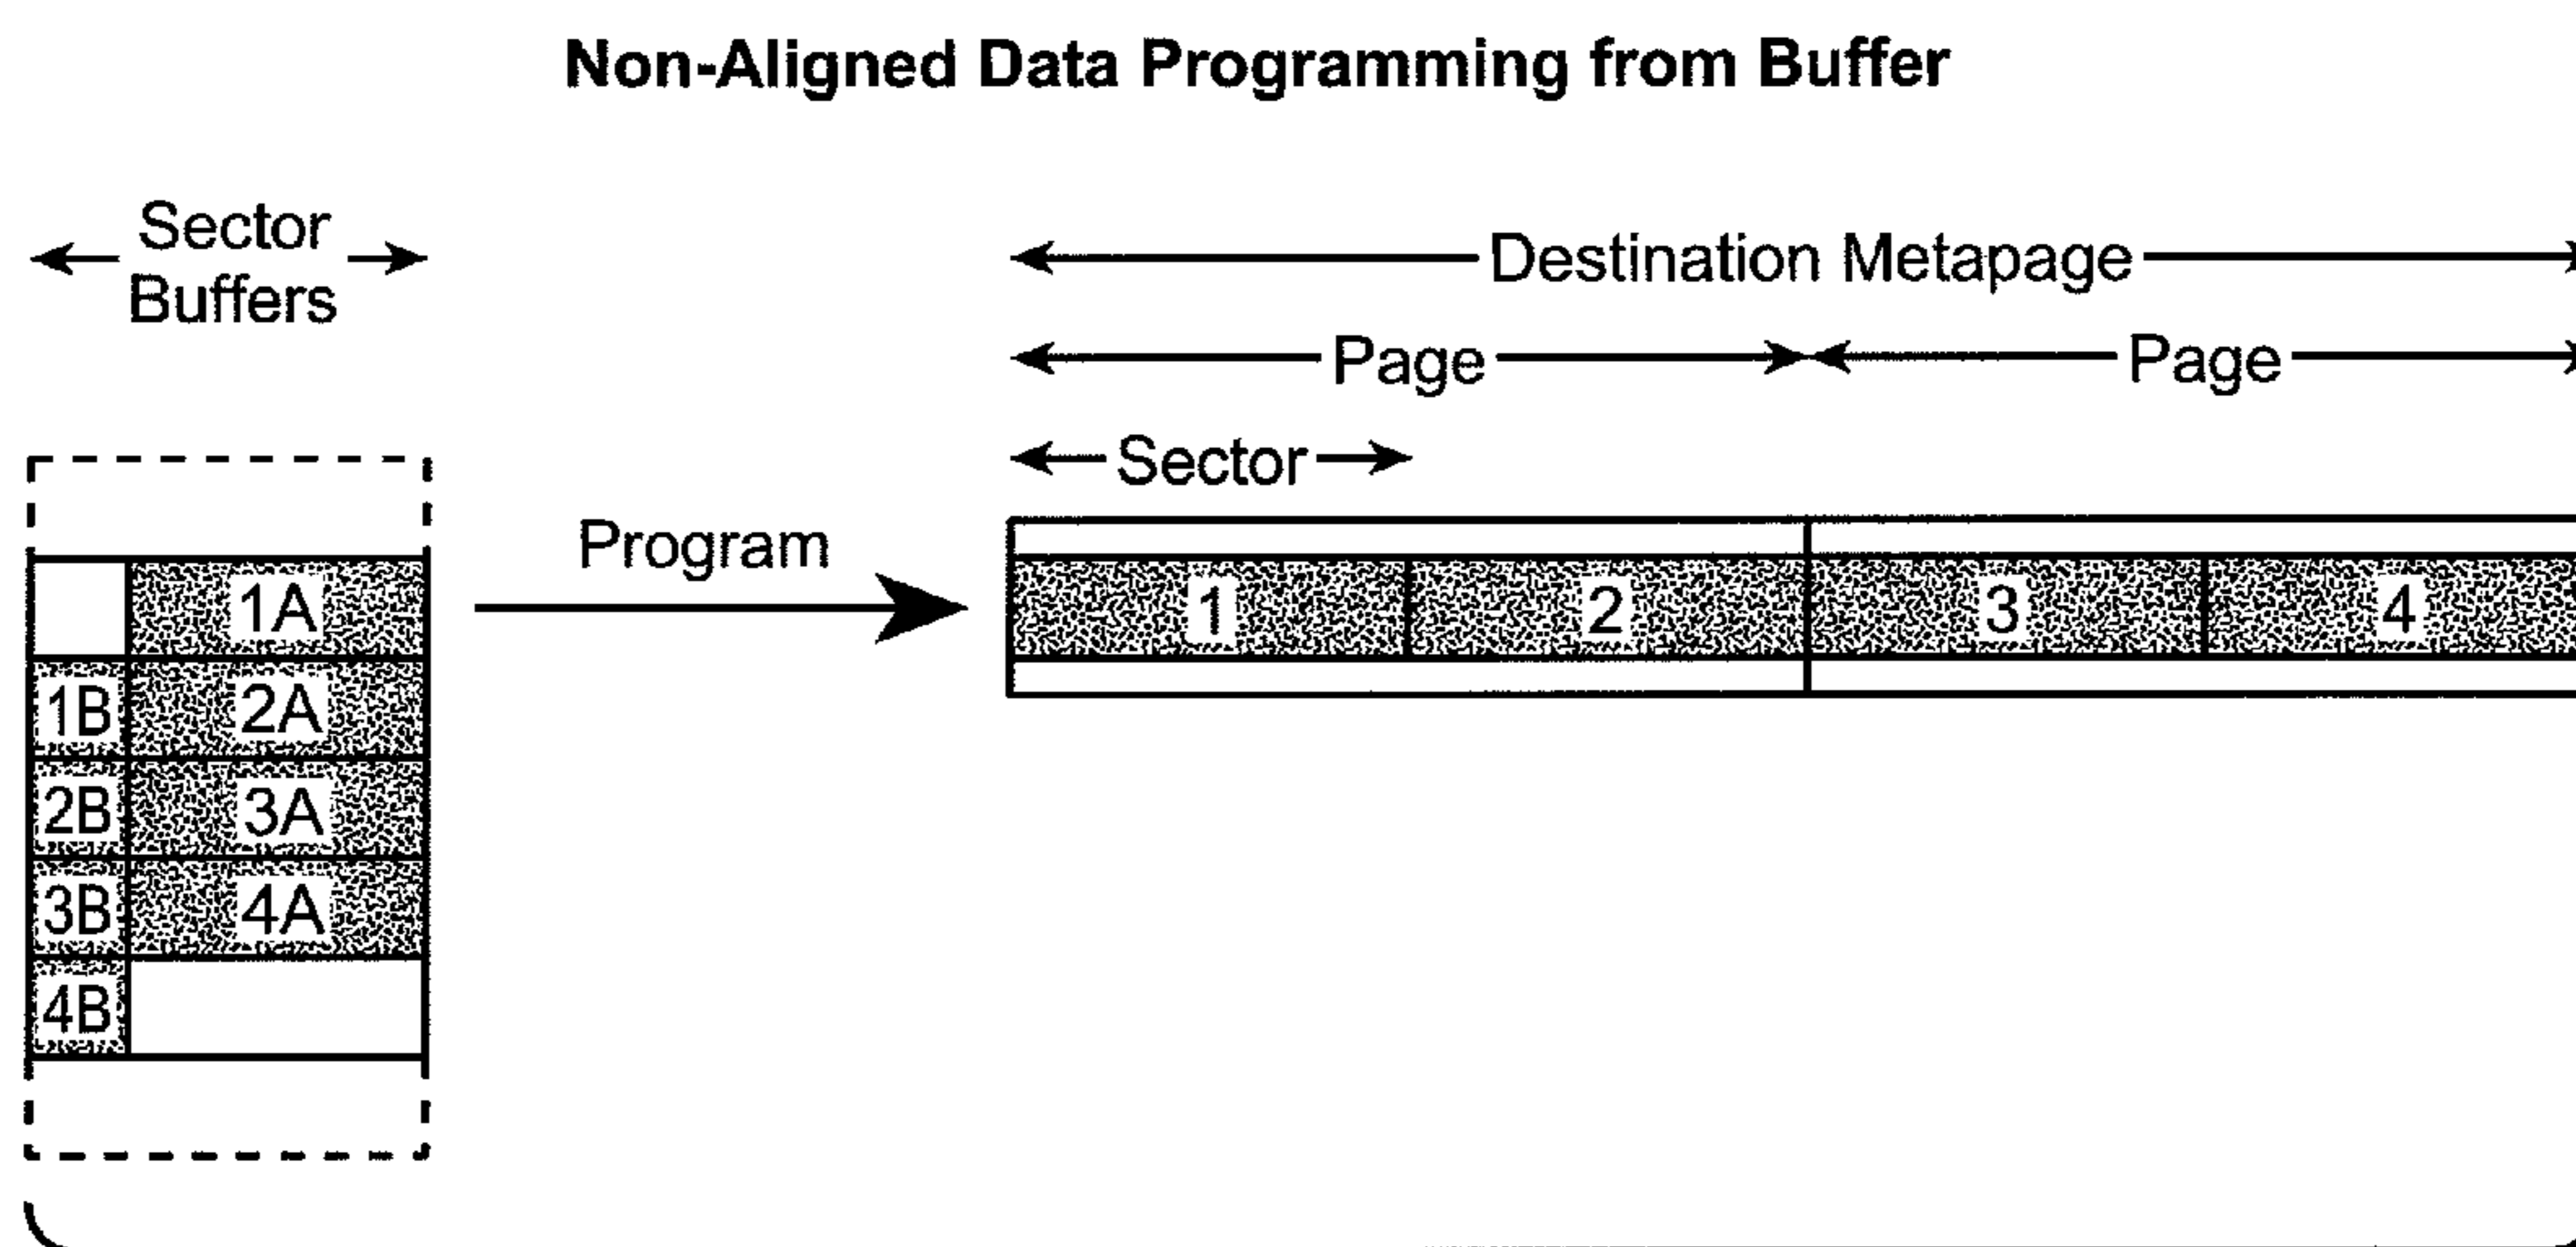 Non-Aligned Data Programming from Buffer
Sector
Buffers
Destination Metapage
Page Page
Sector
Program
1A
1B 2A
2B 3A
3B 4A
4B
1 2 3 4